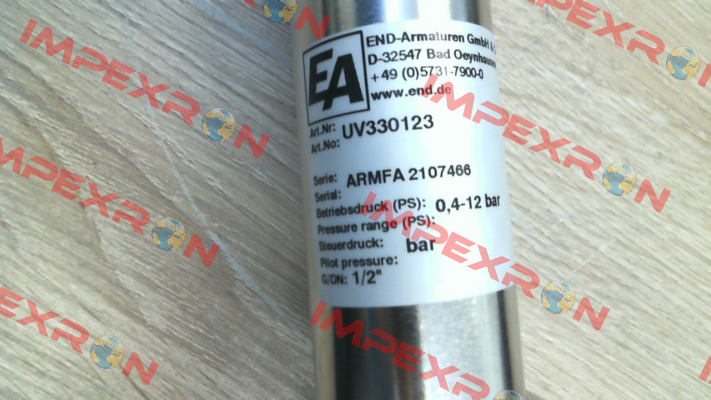 EA
END-Armaturen GmbH &
D-32547 Bad Oeynhausen
+49 (0)5731-7900-0
www.end.de
Art.Nr:
Art.No: UV330123
Serie:
Serial: ARMFA 2107466
Betriebsdruck (PS): 0,4-12 bar
Pressure range (PS):
Steuerdruck: bar
Pilot pressure:
G/DN: 1/2"
IMPEXRON
IMPEXRON
IMPEXRON
IMPEXRON
IMPEXRON
IMPEXRON